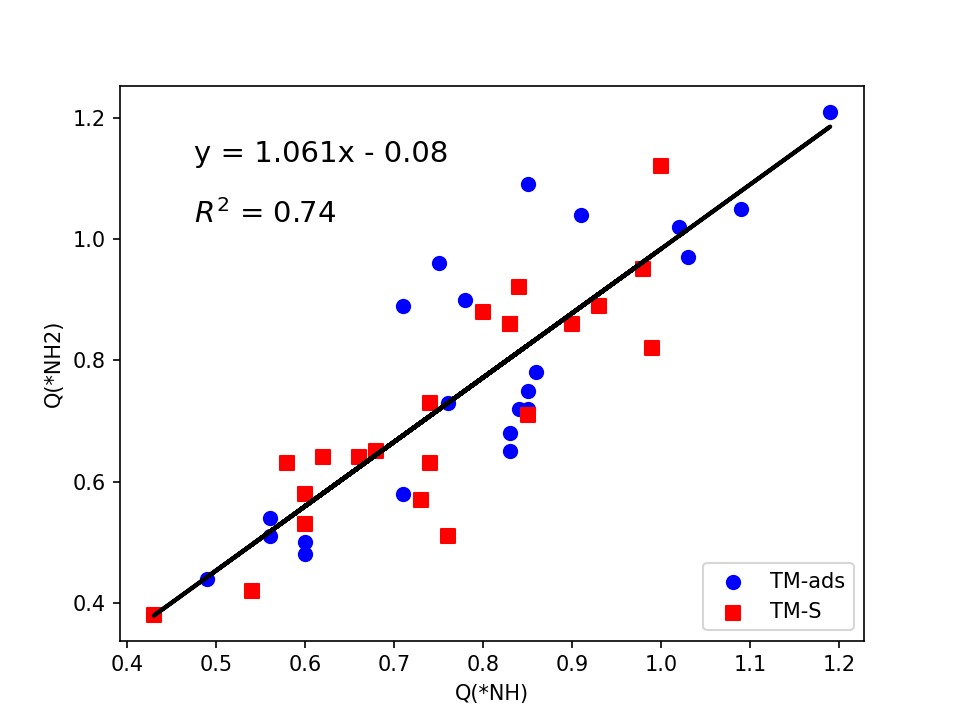 y = 1.061x - 0.08
R² = 0.74
1.2
1.0
0.8
0.6
0.4
Q(*NH2)
TM-ads
TM-S
0.4 0.5 0.6 0.7 0.8 0.9 1.0 1.1 1.2
Q(*NH)